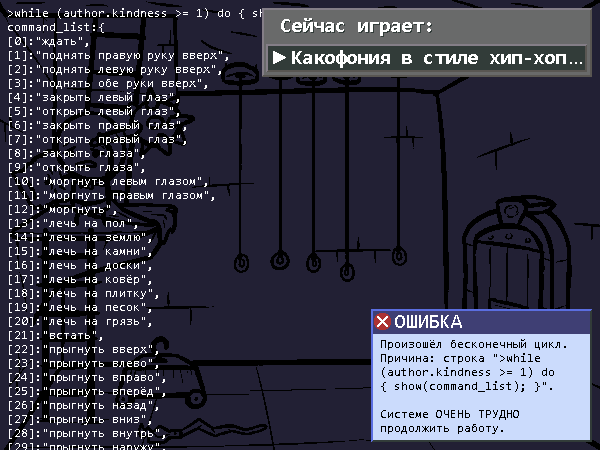 >while (author.kindness >= 1) do { sh
command_list:{
[0]:"ждать",
[1]:"поднять правую руку вверх",
[2]:"поднять левую руку вверх",
[3]:"поднять обе руки вверх",
[4]:"закрыть левый глаз",
[5]:"открыть левый глаз",
[6]:"закрыть правый глаз",
[7]:"открыть правый глаз",
[8]:"закрыть глаза",
[9]:"открыть глаза",
[10]:"моргнуть левым глазом",
[11]:"моргнуть правым глазом",
[12]:"моргнуть",
[13]:"лечь на пол",
[14]:"лечь на землю",
[15]:"лечь на камни",
[16]:"лечь на доски",
[17]:"лечь на ковёр",
[18]:"лечь на плитку",
[19]:"лечь на песок",
[20]:"лечь на грязь",
[21]:"встать",
[22]:"прыгнуть вверх",
[23]:"прыгнуть влево",
[24]:"прыгнуть вправо",
[25]:"прыгнуть вперёд",
[26]:"прыгнуть назад",
[27]:"прыгнуть вниз",
[28]:"прыгнуть внутрь",
[29]:"прыгнуть наружу",
Сейчас играет:
▶Какофония в стиле хип-хоп…
ОШИБКА
Произошёл бесконечный цикл.
Причина: строка ">while
(author.kindness >= 1) do
{ show(command_list); }".
Системе ОЧЕНЬ ТРУДНО
продолжить работу.